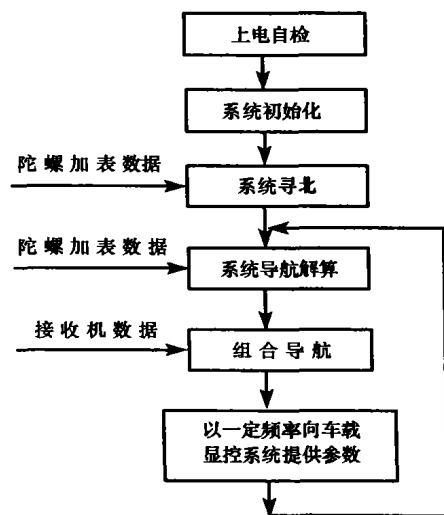 上电自检
系统初始化
陀螺加表数据
系统寻北
陀螺加表数据
系统导航解算
接收机数据
组合导航
以一定频率向车载
显控系统提供参数